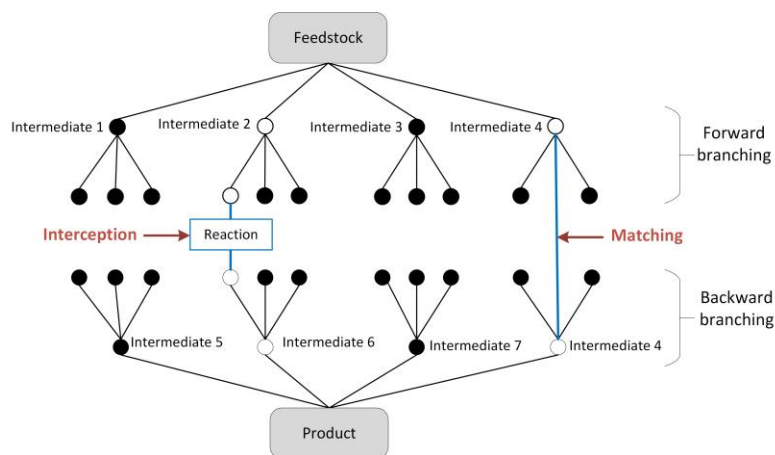 Feedstock
Intermediate 1
Intermediate 2
Intermediate 3
Intermediate 4
Forward
branching
Interception
Reaction
Matching
Backward
branching
Intermediate 5
Intermediate 6
Intermediate 7
Intermediate 4
Product